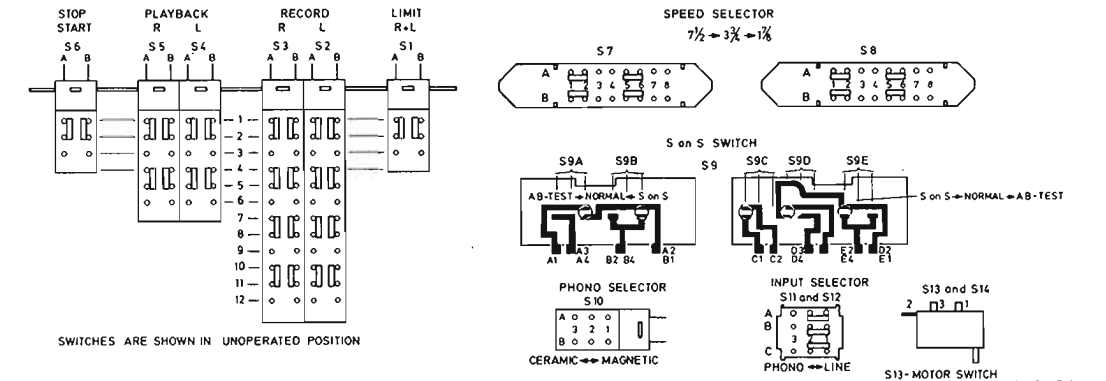 STOP START
S6
A B
PLAYBACK
R L
S5 S4
A B A B
RECORD
R L
S3 S2
A B A B
LIMIT
R+L
S1
A B
1
2
3
4
5
6
7
8
9
10
11
12
SWITCHES ARE SHOWN IN UNOPERATED POSITION
SPEED SELECTOR
7½ → 3¾ → 1⅞
S7
A
1 2 3 4 5 6 7 8
B
S8
A
1 2 3 4 5 6 7 8
B
S on S SWITCH
S9A S9B
AB-TEST ← NORMAL → S on S
A1 A3 A4 B2 B4 A2 B1
S9
S9C S9D S9E
S on S ← NORMAL → AB-TEST
C1 C2 D3 D4 E2 E4 D2 E1
PHONO SELECTOR
S10
A
3 2 1
B
CERAMIC ↔ MAGNETIC
INPUT SELECTOR
S11 and S12
A
B
3
C
PHONO ↔ LINE
S13 and S14
2 3 1
S13-MOTOR SWITCH